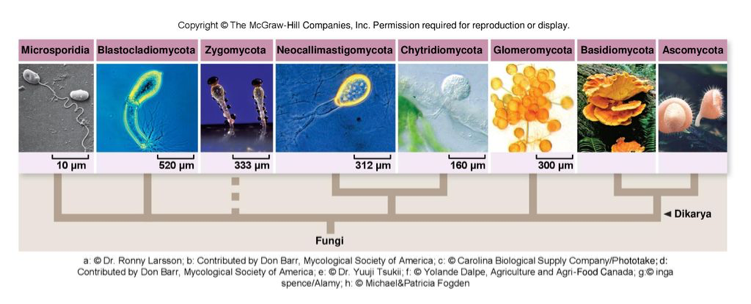 Copyright © The McGraw-Hill Companies, Inc. Permission required for reproduction or display.
Microsporidia Blastocladiomycota Zygomycota Neocallimastigomycota Chytridiomycota Glomeromycota Basidiomycota Ascomycota
10 µm 520 µm 333 µm 312 µm 160 µm 300 µm
Dikarya
Fungi
a: © Dr. Ronny Larsson; b: Contributed by Don Barr, Mycological Society of America; c: © Carolina Biological Supply Company/Phototake; d:
Contributed by Don Barr, Mycological Society of America; e: © Dr. Yuuji Tsukii; f: © Yolande Dalpe, Agriculture and Agri-Food Canada; g:© inga
spence/Alamy; h: © Michael&Patricia Fogden